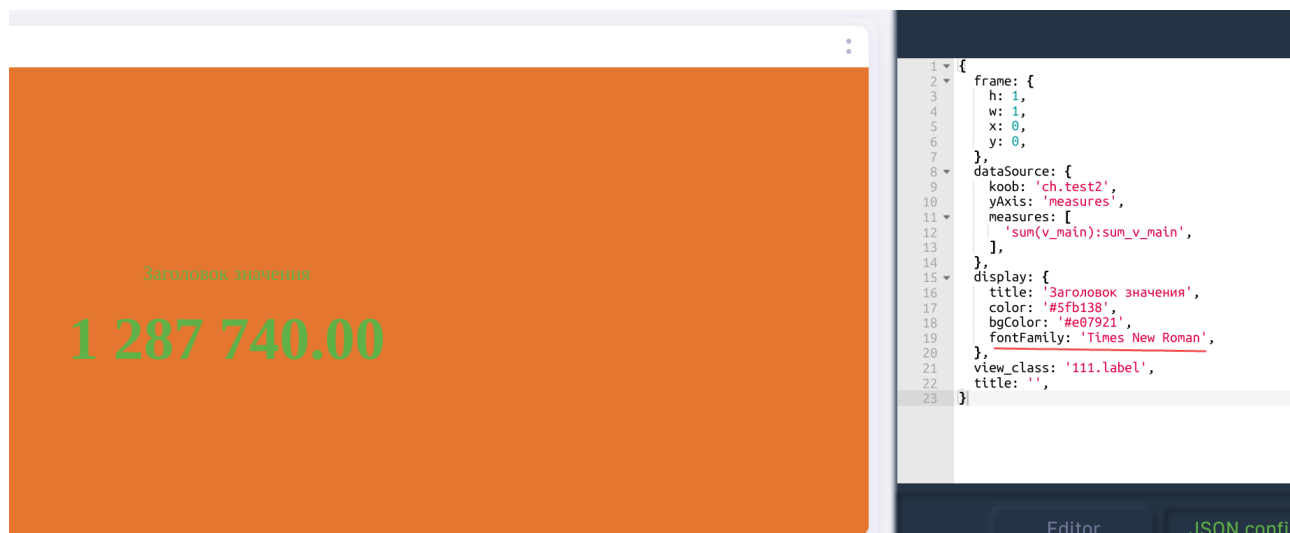 Заголовок значения
1 287 740.00
1 {
2 frame: {
3 h: 1,
4 w: 1,
5 x: 0,
6 y: 0,
7 },
8 dataSource: {
9 koob: 'ch.test2',
10 yAxis: 'measures',
11 measures: [
12 'sum(v_main):sum_v_main',
13 ],
14 },
15 display: {
16 title: 'Заголовок значения',
17 color: '#5fb138',
18 bgColor: '#e07921',
19 fontFamily: 'Times New Roman',
20 },
21 view_class: '111.label',
22 title: '',
23 }
Editor
JSON confi